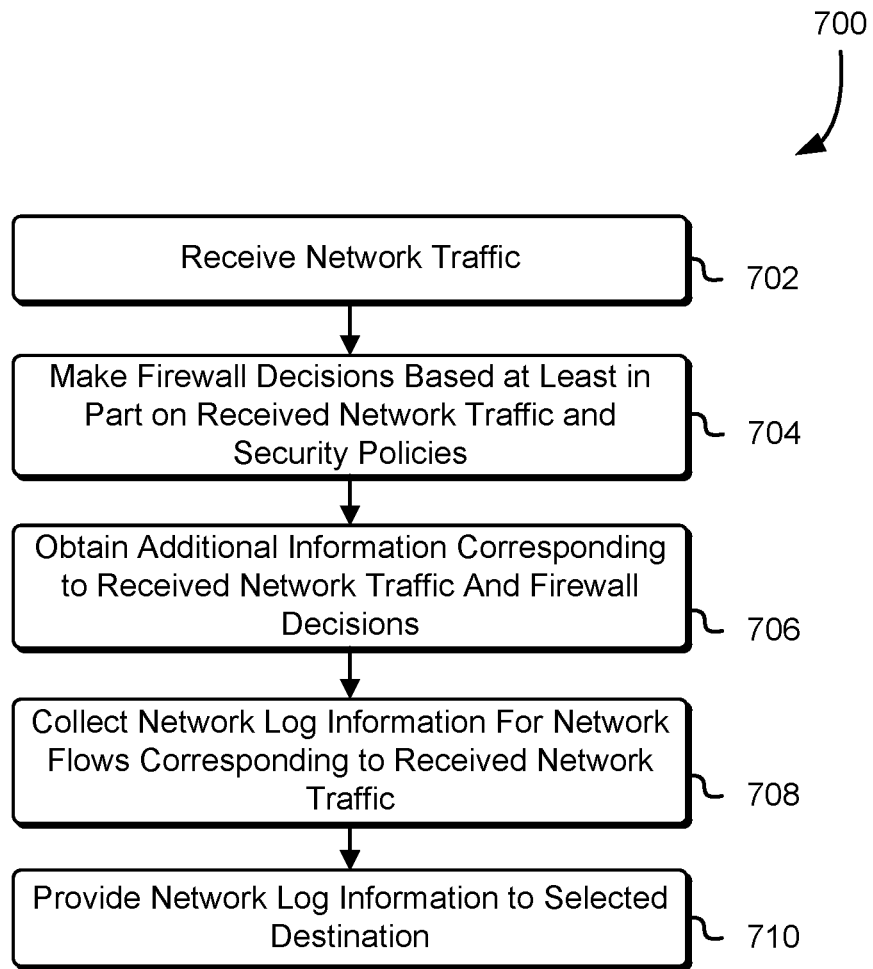 700
Receive Network Traffic
702
Make Firewall Decisions Based at Least in
Part on Received Network Traffic and
Security Policies
704
Obtain Additional Information Corresponding
to Received Network Traffic And Firewall
Decisions
706
Collect Network Log Information For Network
Flows Corresponding to Received Network
Traffic
708
Provide Network Log Information to Selected
Destination
710